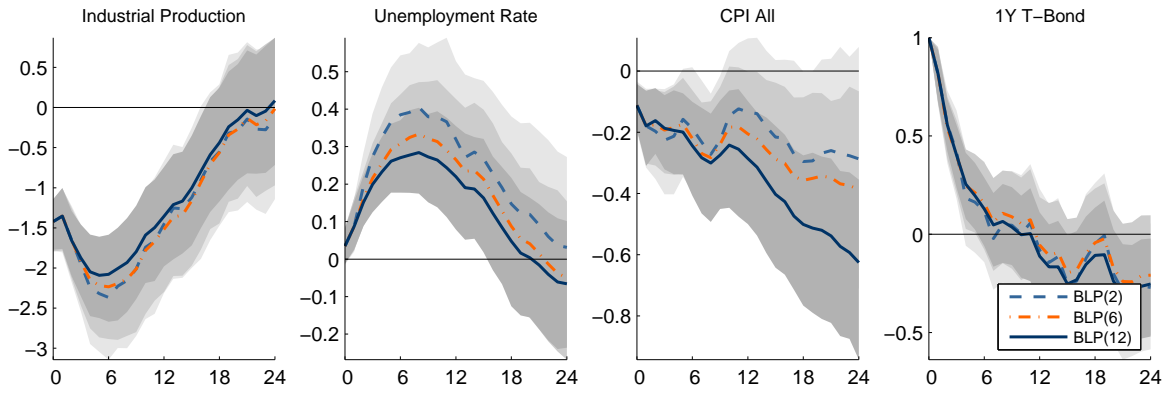 Industrial Production
Unemployment Rate
CPI All
1Y T-Bond
0.5
0
−0.5
−1
−1.5
−2
−2.5
−3
0 6 12 18 24
0.5
0.4
0.3
0.2
0.1
0
−0.1
−0.2
0 6 12 18 24
0
−0.2
−0.4
−0.6
−0.8
0 6 12 18 24
1
0.5
0
−0.5
0 6 12 18 24
BLP(2)
BLP(6)
BLP(12)